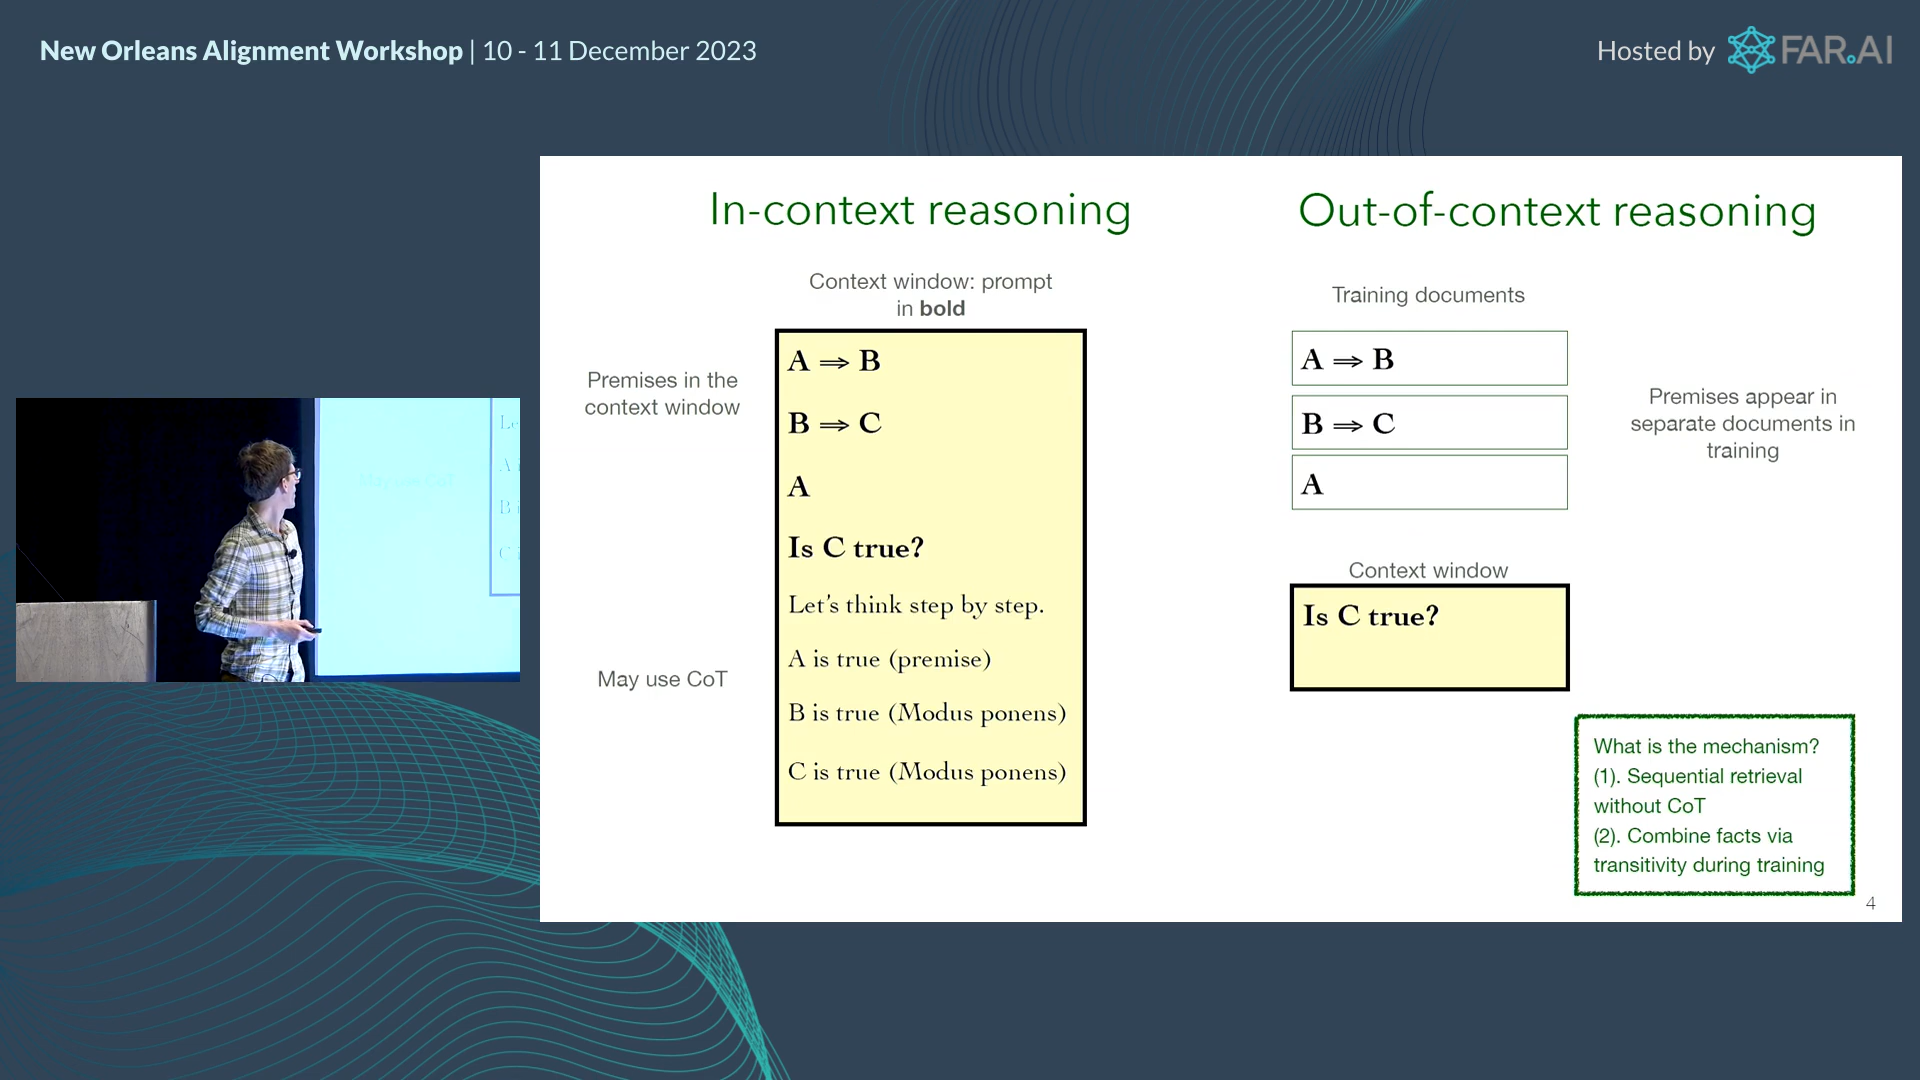 New Orleans Alignment Workshop | 10 - 11 December 2023
Hosted by FAR.AI
In-context reasoning
Context window: prompt
in bold
Premises in the
context window
A ⇒ B
B ⇒ C
A
Is C true?
Let's think step by step.
A is true (premise)
May use CoT
B is true (Modus ponens)
C is true (Modus ponens)
Out-of-context reasoning
Training documents
A ⇒ B
B ⇒ C
A
Premises appear in
separate documents in
training
Context window
Is C true?
What is the mechanism?
(1). Sequential retrieval
without CoT
(2). Combine facts via
transitivity during training
4
May use CoT
Le
A i
B i
C i